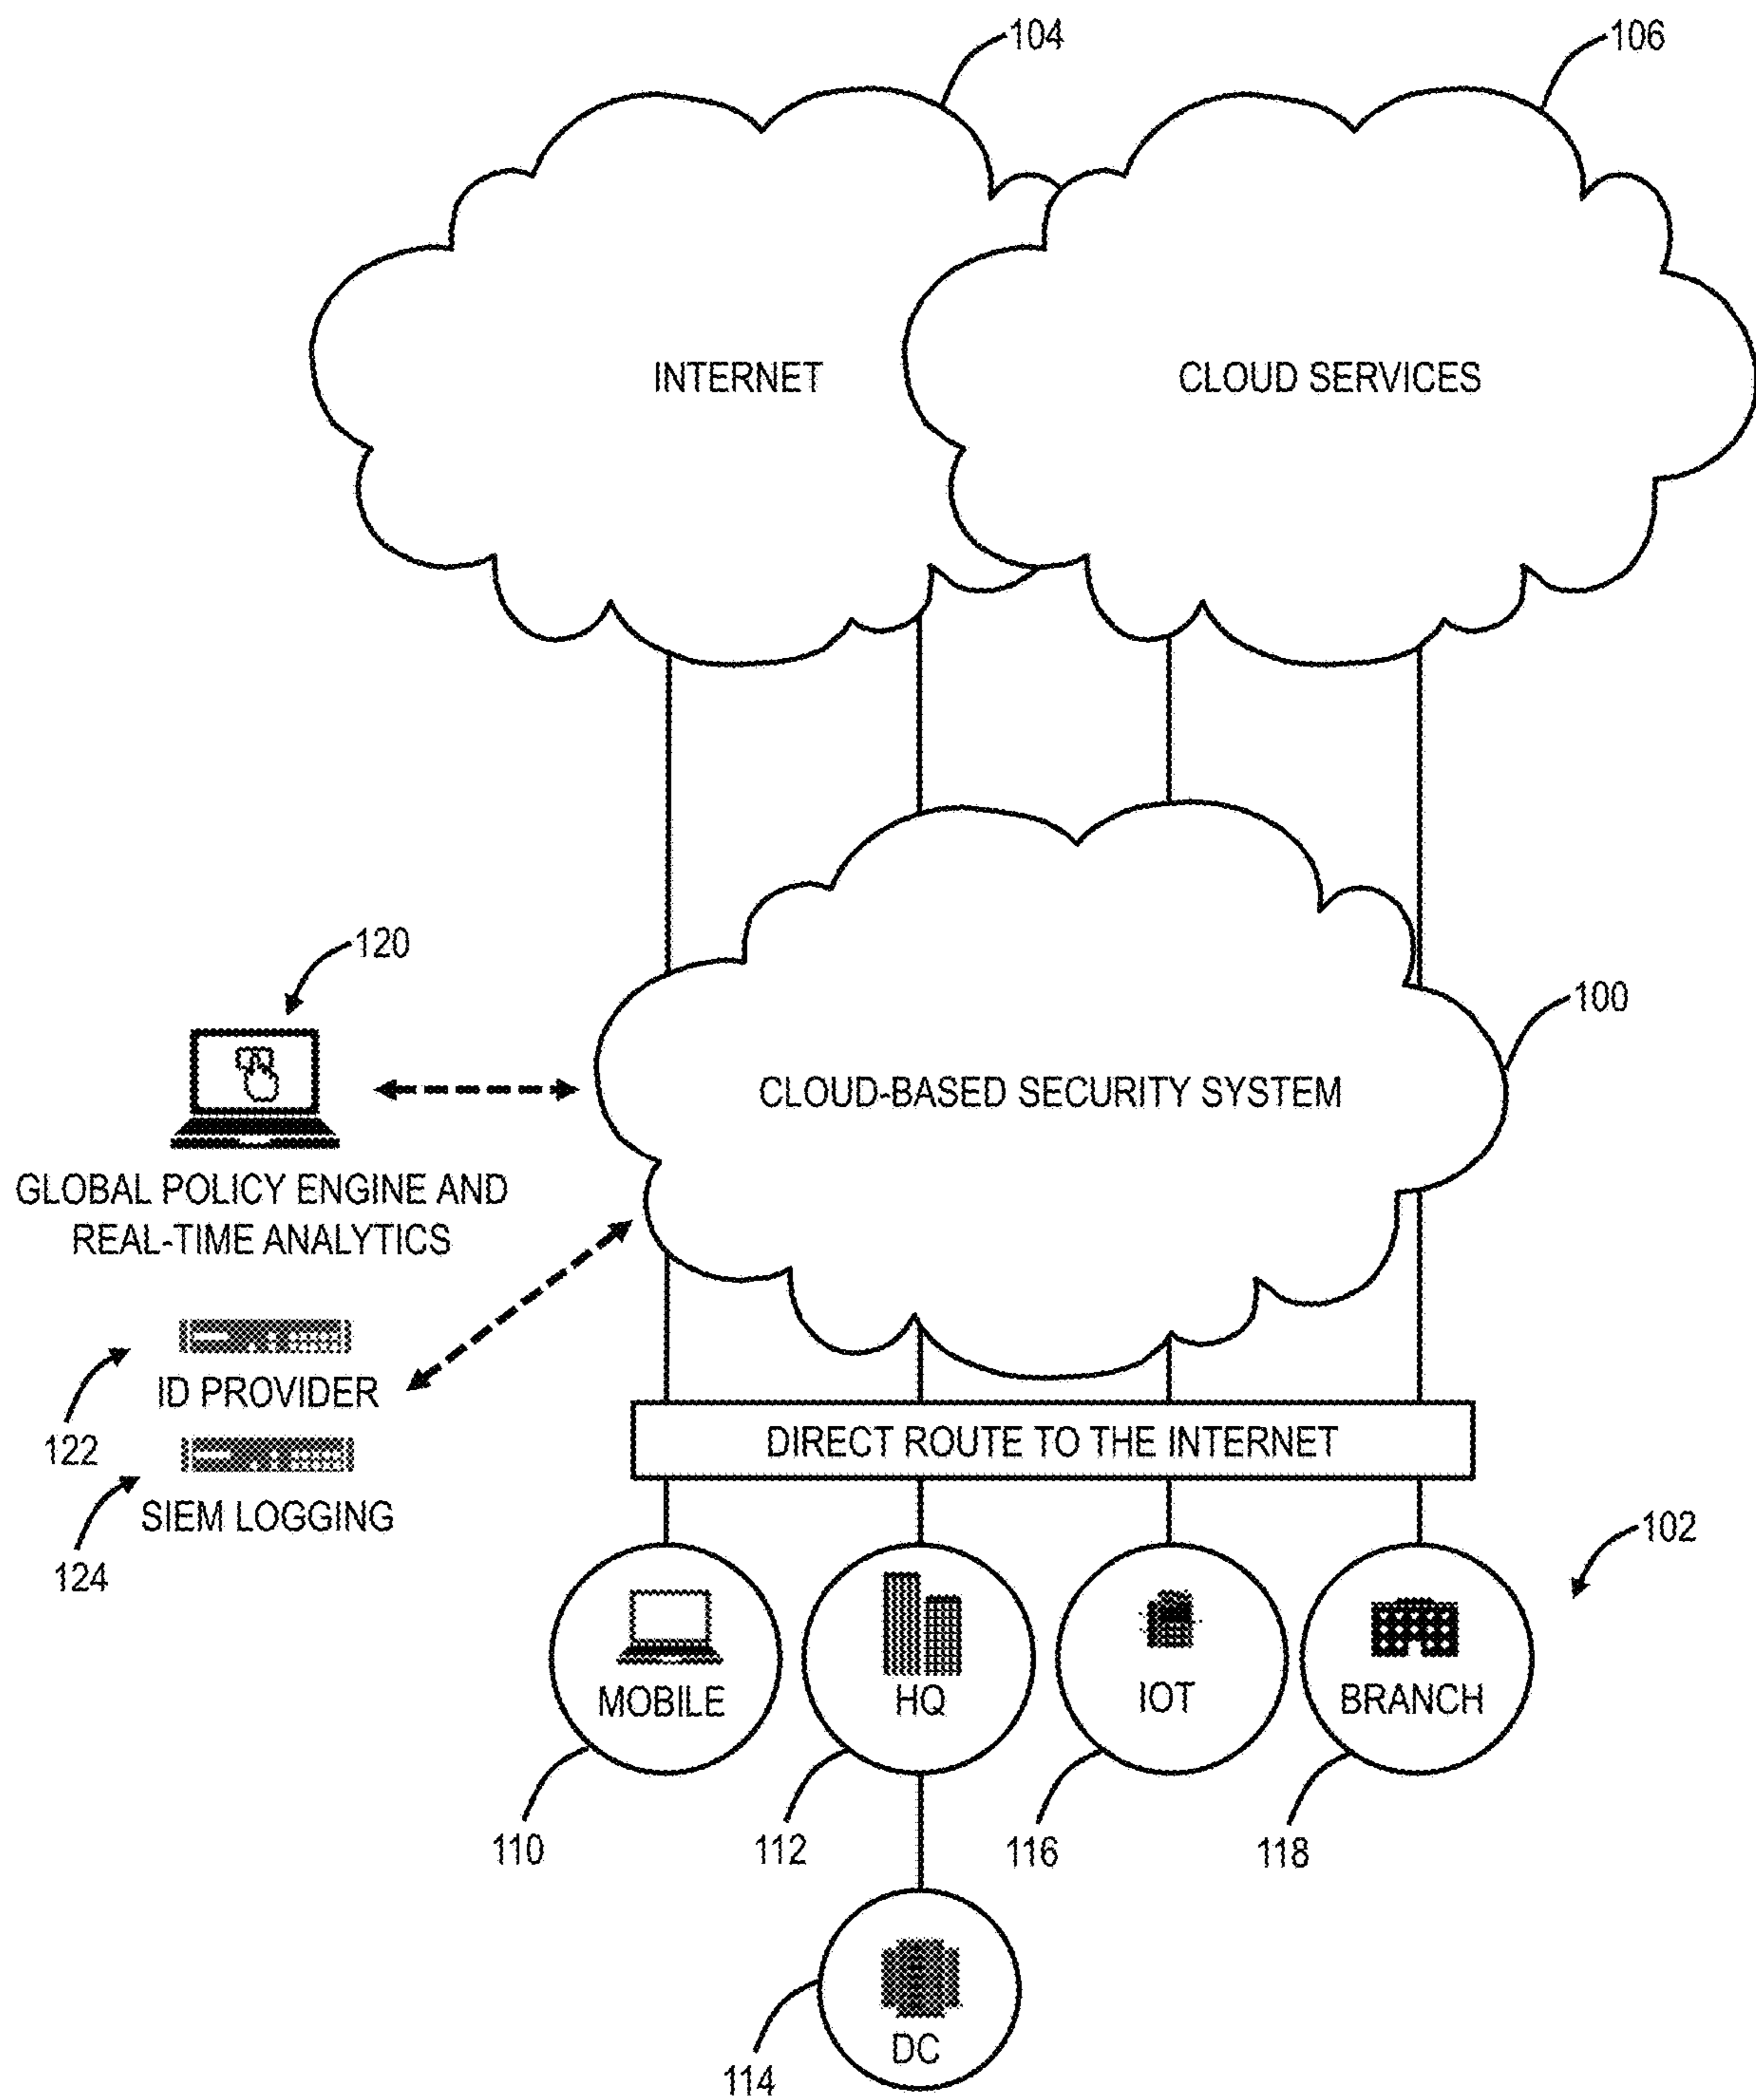 104
106
INTERNET
CLOUD SERVICES
120
100
CLOUD-BASED SECURITY SYSTEM
GLOBAL POLICY ENGINE AND
REAL-TIME ANALYTICS
ID PROVIDER
122
DIRECT ROUTE TO THE INTERNET
SIEM LOGGING
124
102
MOBILE
HQ
IOT
BRANCH
110
112
116
118
DC
114